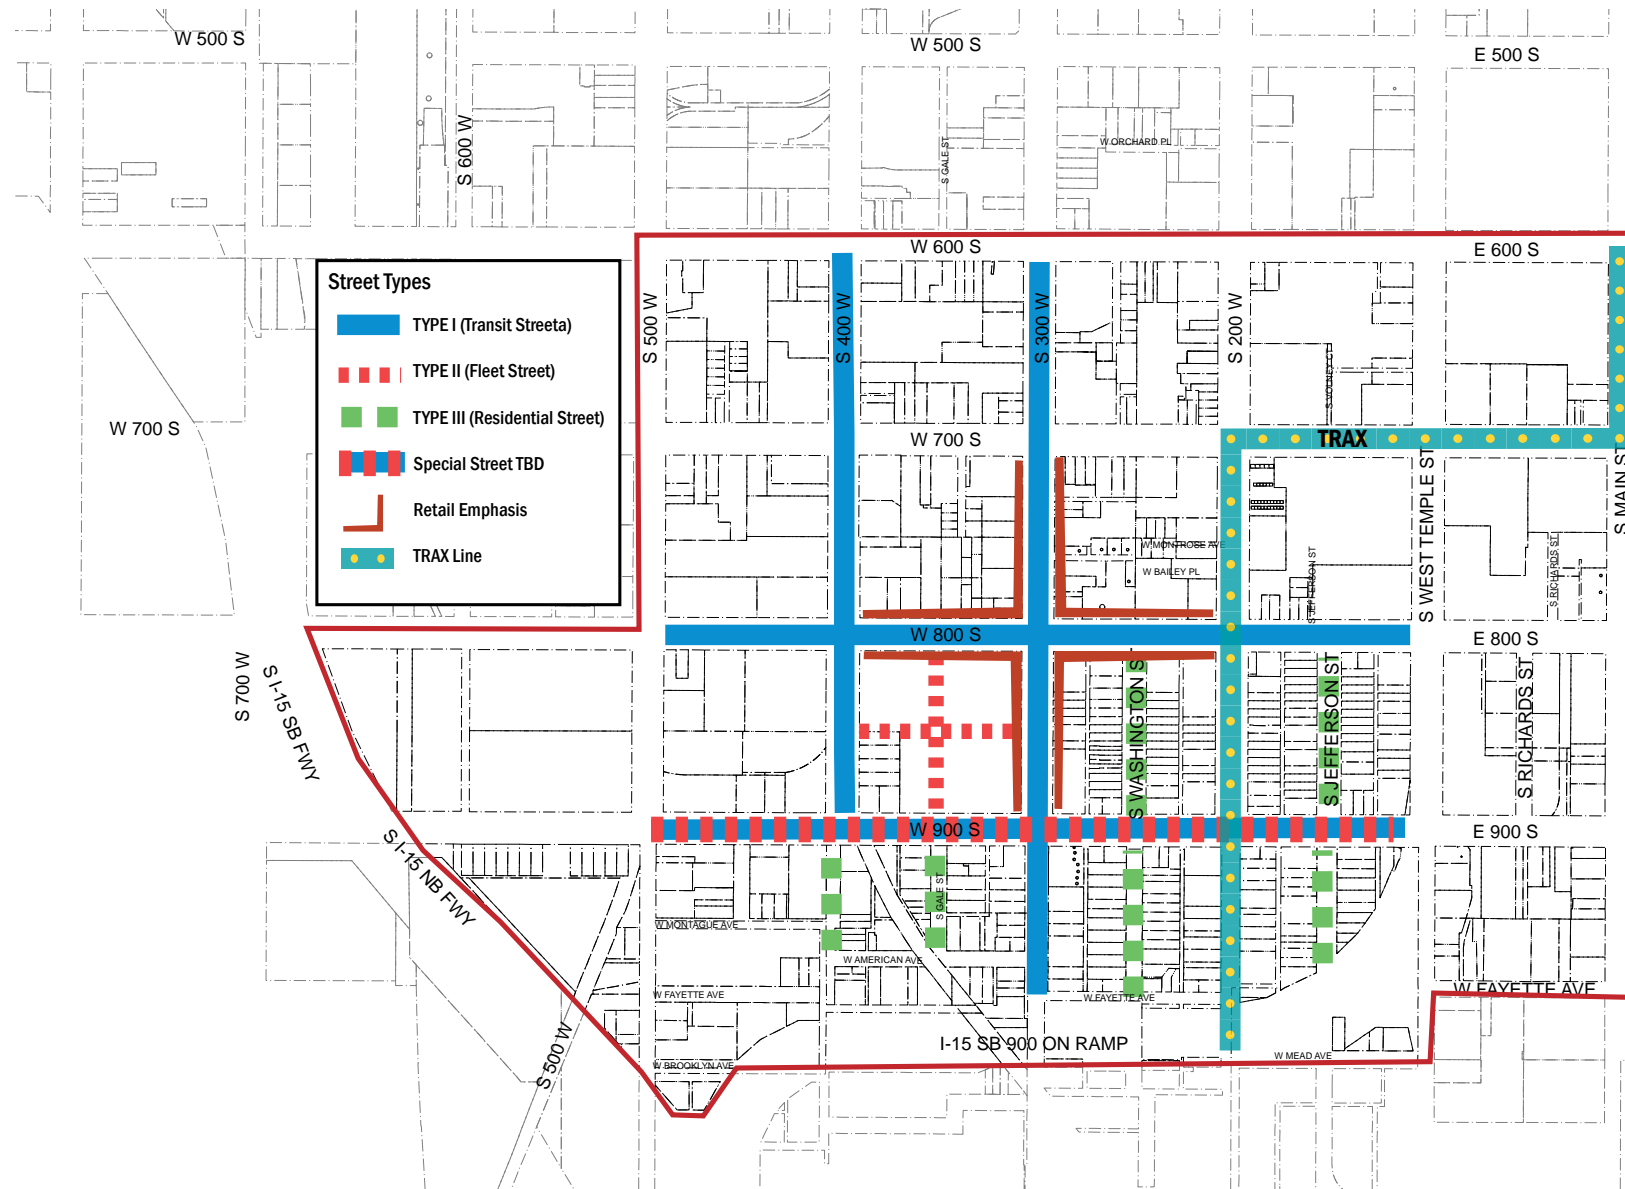 W 500 S
W 500 S
E 500 S
S 600 W
S GALE ST
W ORCHARD PL
W 600 S
E 600 S
Street Types
TYPE I (Transit Streeta)
TYPE II (Fleet Street)
TYPE III (Residential Street)
Special Street TBD
Retail Emphasis
TRAX Line
S 500 W
S 400 W
S 300 W
S 200 W
S VOLNEY CT
W 700 S
W 700 S
TRAX
S WEST TEMPLE ST
S MAIN ST
W MONTROSE AVE
W BAILEY PL
S JEFFERSON ST
S RICHARDS ST
W 800 S
E 800 S
S 700 W
S I-15 SB FWY
S WASHINGTON S
S JEFFERSON ST
S RICHARDS ST
W 900 S
E 900 S
S I-15 NB FWY
S GALE ST
W MONTAGUE AVE
W AMERICAN AVE
W FAYETTE AVE
W FAYETTE AVE
W FAYETTE AVE
S 500 W
I-15 SB 900 ON RAMP
W MEAD AVE
W BROOKLYN AVE